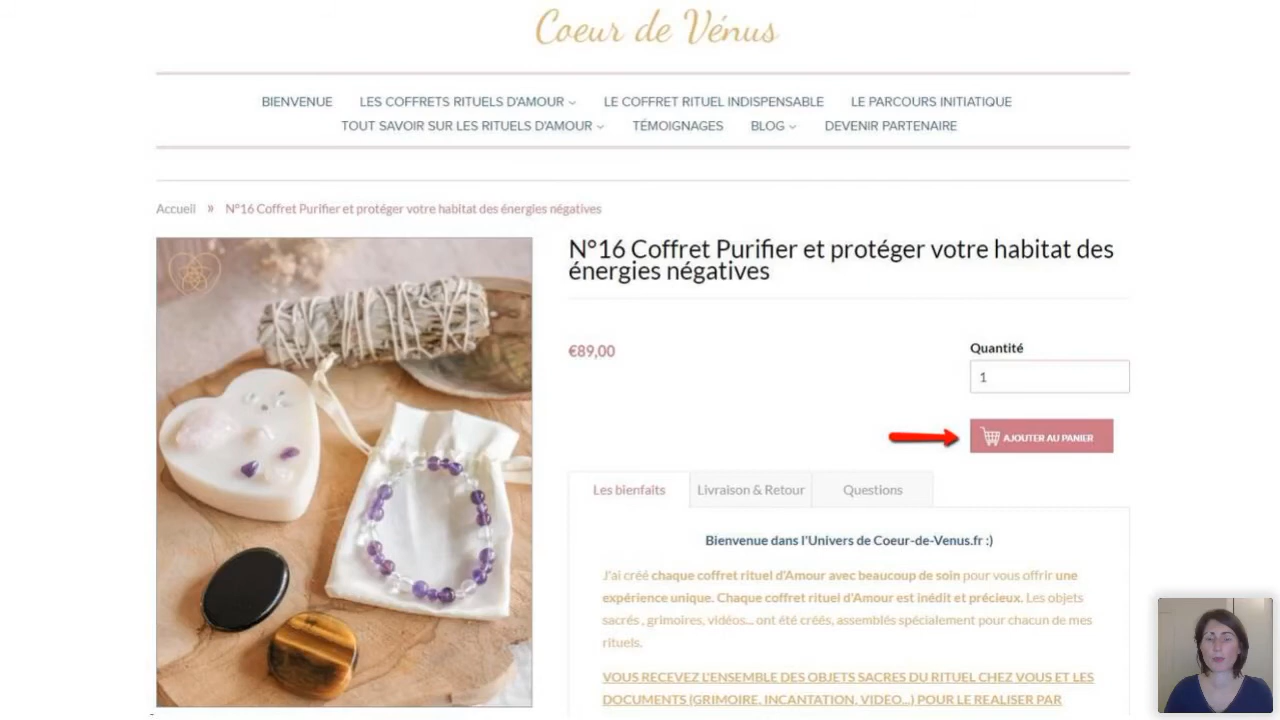 Coeur de Vénus
BIENVENUE LES COFFRETS RITUELS D'AMOUR LE COFFRET RITUEL INDISPENSABLE LE PARCOURS INITIATIQUE
TOUT SAVOIR SUR LES RITUELS D'AMOUR TÉMOIGNAGES BLOG DEVENIR PARTENAIRE
Accueil » N°16 Coffret Purifier et protéger votre habitat des énergies négatives
N°16 Coffret Purifier et protéger votre habitat des
énergies négatives
€89,00
Quantité
1
AJOUTER AU PANIER
Les bienfaits Livraison & Retour Questions
Bienvenue dans l'Univers de Coeur-de-Venus.fr :)
J'ai créé chaque coffret rituel d'Amour avec beaucoup de soin pour vous offrir une
expérience unique. Chaque coffret rituel d'Amour est inédit et précieux. Les objets
sacrés , grimoires, vidéos... ont été créés, assemblés spécialement pour chacun de mes
rituels.
VOUS RECEVEZ L'ENSEMBLE DES OBJETS SACRES DU RITUEL CHEZ VOUS ET LES
DOCUMENTS (GRIMOIRE, INCANTATION, VIDEO...) POUR LE REALISER PAR